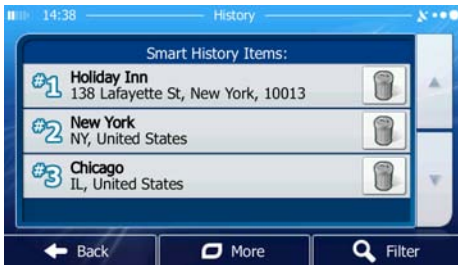 14:38 History
Smart History Items:
#1 Holiday Inn
138 Lafayette St, New York, 10013
#2 New York
NY, United States
#3 Chicago
IL, United States
Back More Filter